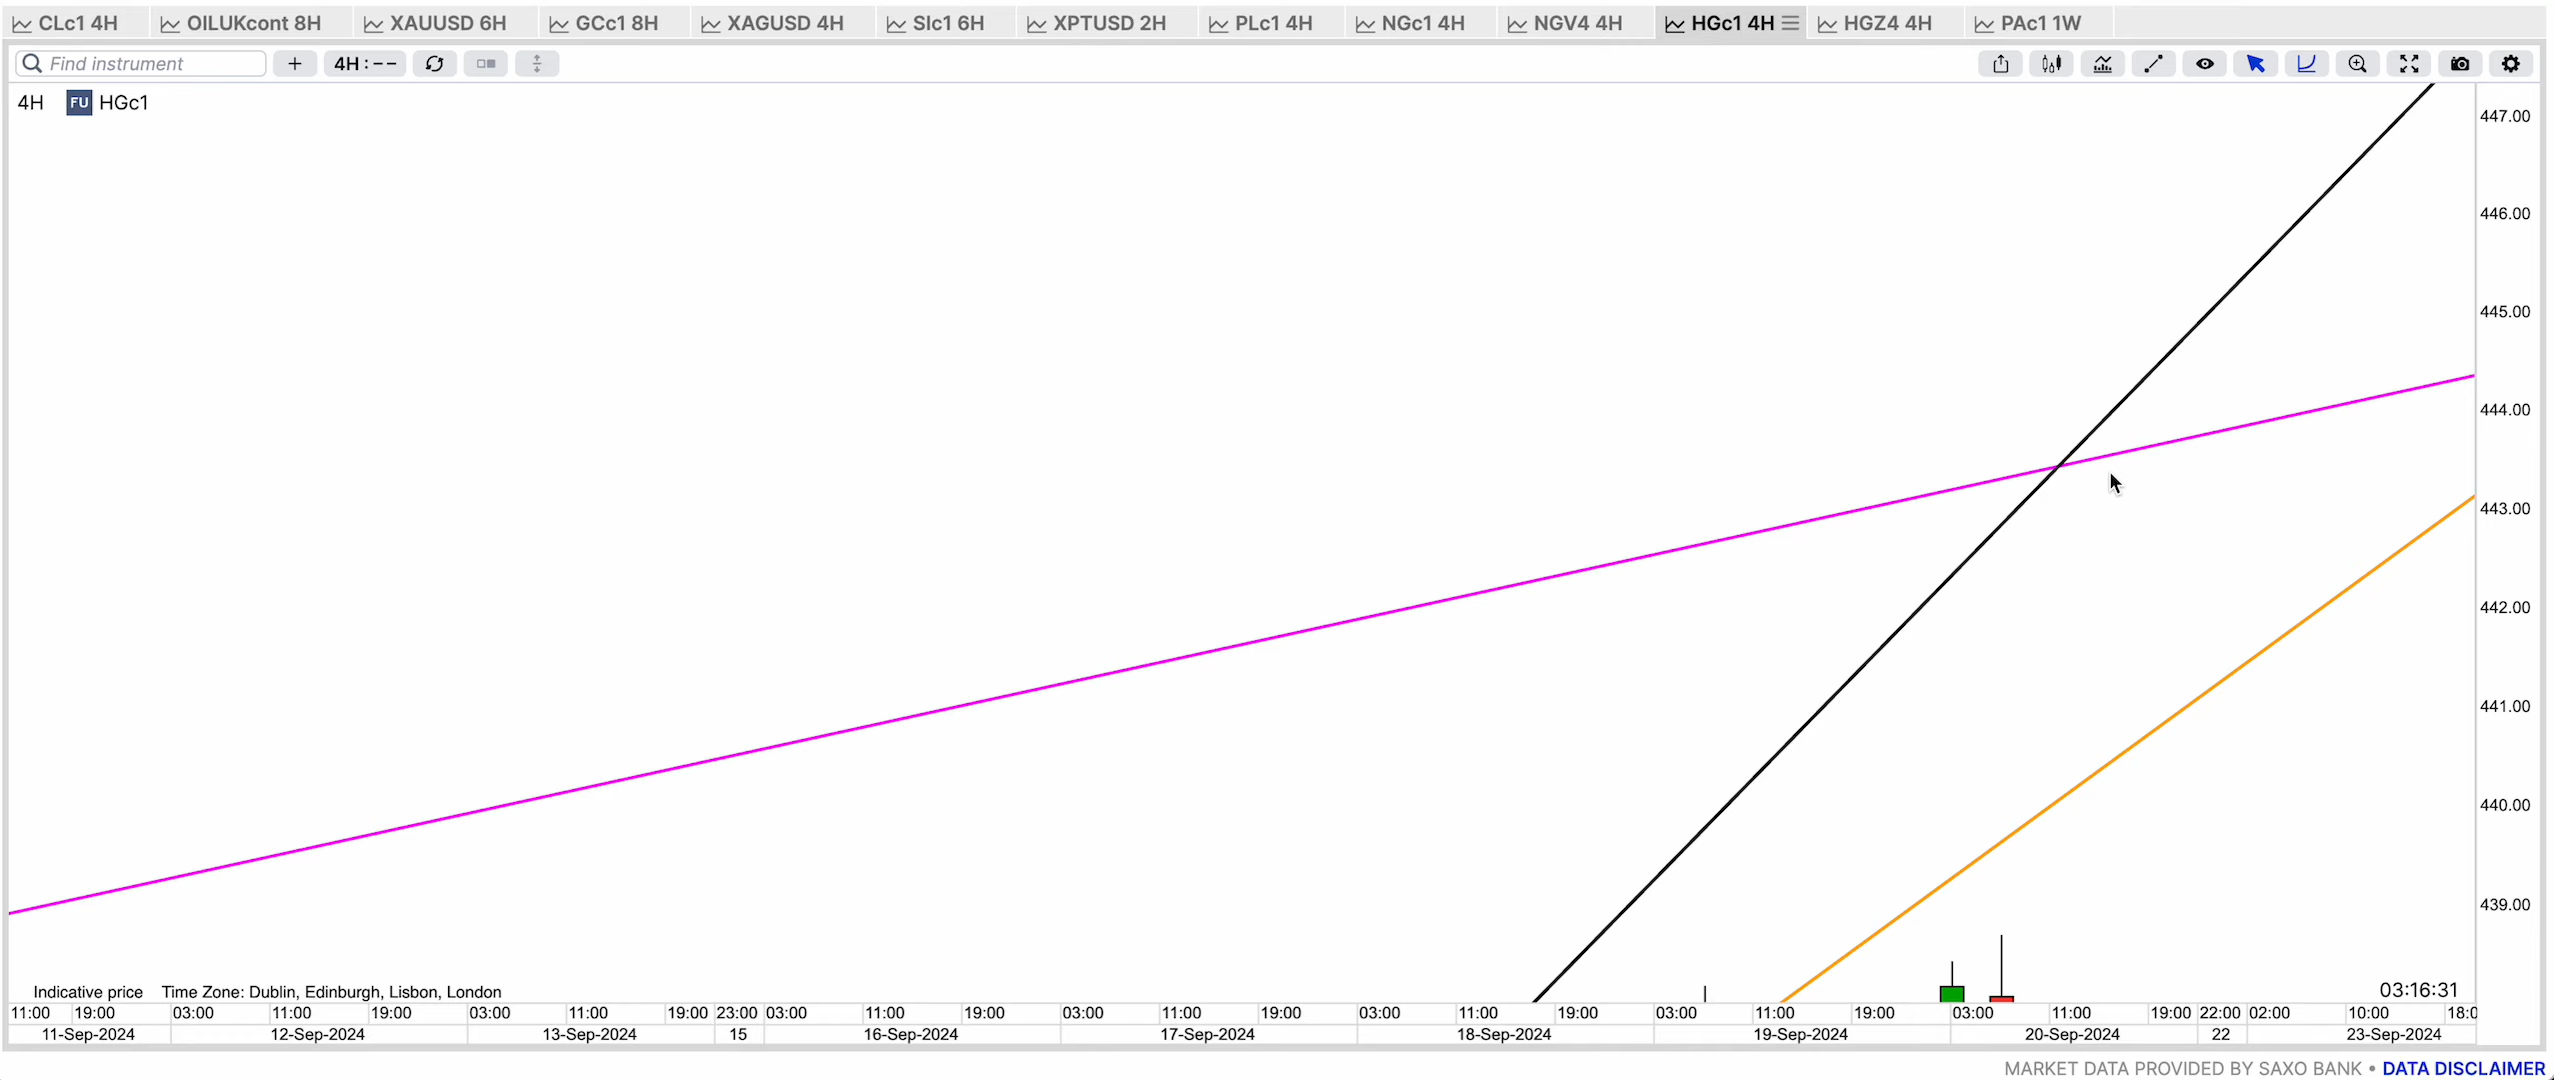 CLc1 4H OILUKcont 8H XAUUSD 6H GCc1 8H XAGUSD 4H SIc1 6H XPTUSD 2H PLc1 4H NGc1 4H NGV4 4H HGc1 4H HGZ4 4H PAc1 1W
Find instrument + 4H : – –
4H FU HGc1
447.00
446.00
445.00
444.00
443.00
442.00
441.00
440.00
439.00
Indicative price Time Zone: Dublin, Edinburgh, Lisbon, London 03:16:31
11:00 19:00 03:00 11:00 19:00 03:00 11:00 19:00 23:00 03:00 11:00 19:00 03:00 11:00 19:00 03:00 11:00 19:00 03:00 11:00 19:00 03:00 11:00 19:00 22:00 02:00 10:00 18:0
11-Sep-2024 12-Sep-2024 13-Sep-2024 15 16-Sep-2024 17-Sep-2024 18-Sep-2024 19-Sep-2024 20-Sep-2024 22 23-Sep-2024
MARKET DATA PROVIDED BY SAXO BANK • DATA DISCLAIMER